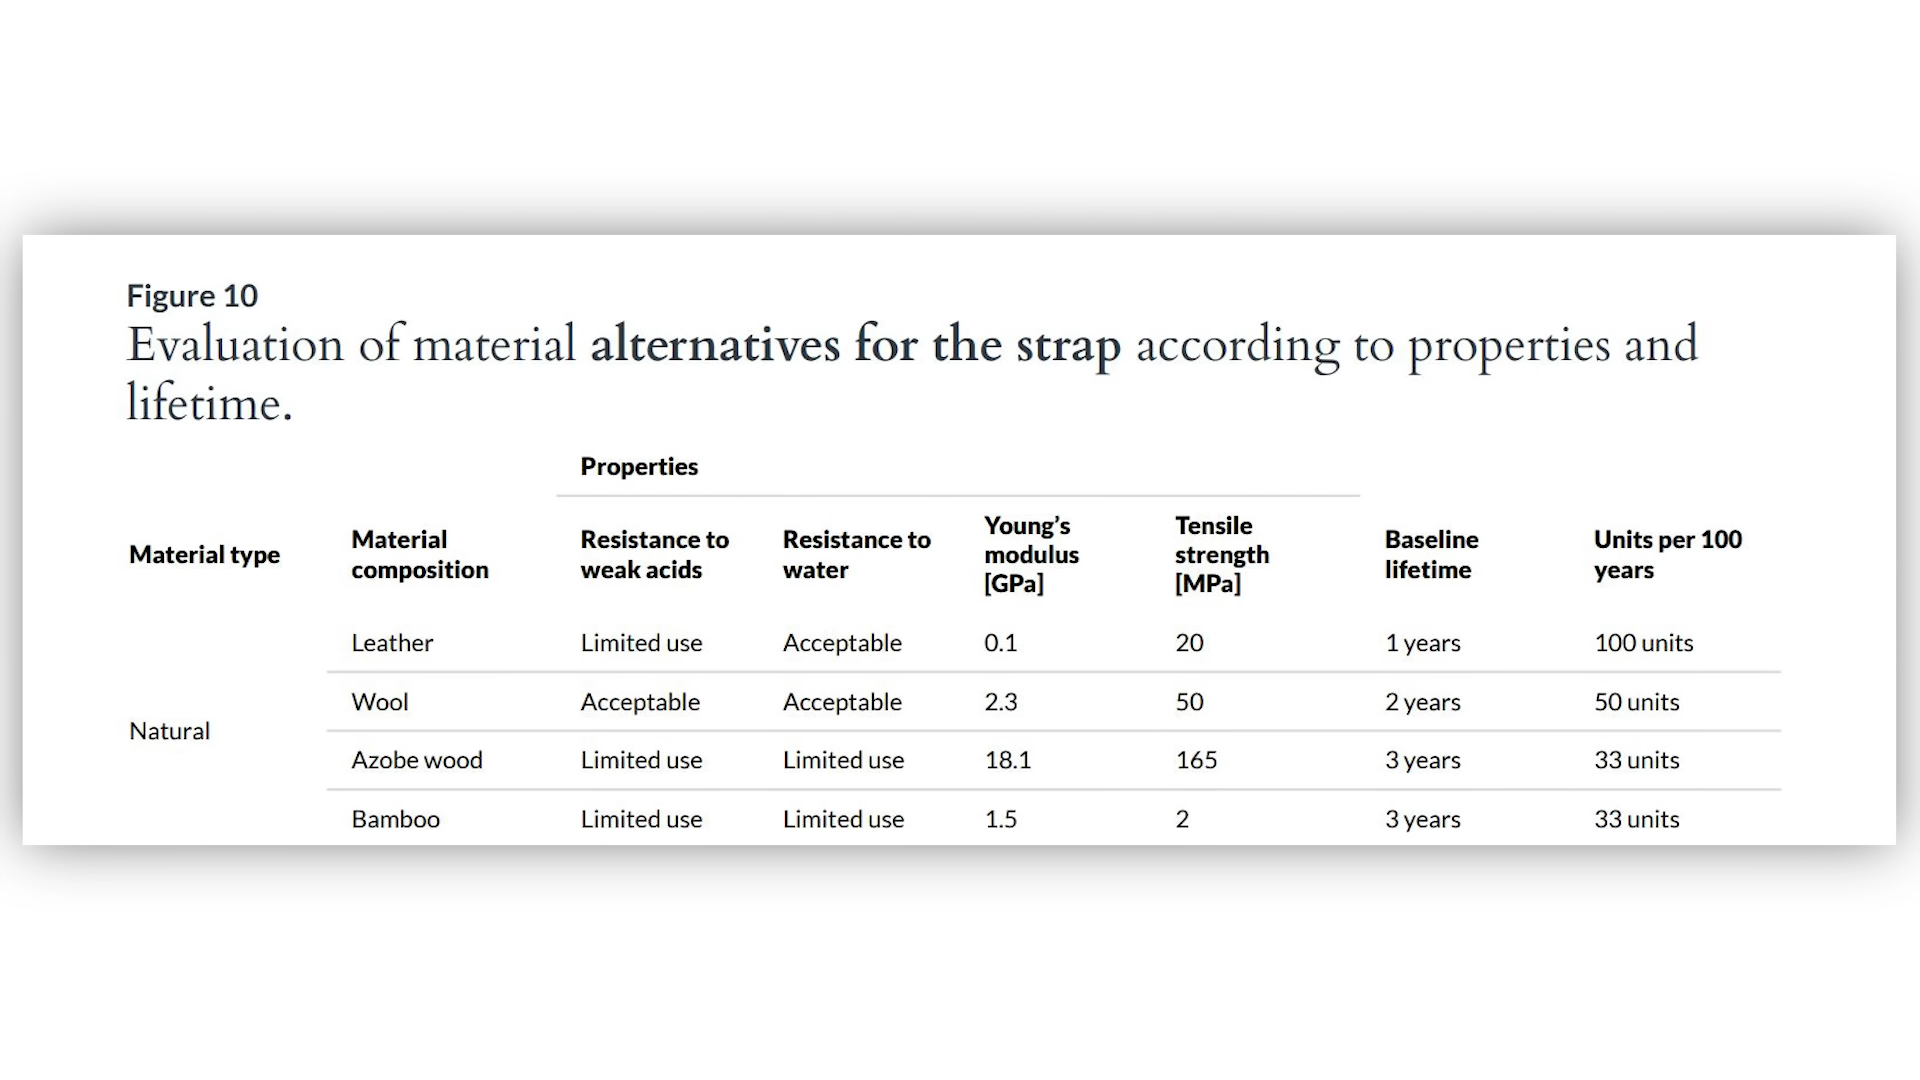 Figure 10
Evaluation of material alternatives for the strap according to properties and
lifetime.
Properties
Material type Material composition Resistance to weak acids Resistance to water Young's modulus [GPa] Tensile strength [MPa] Baseline lifetime Units per 100 years
Natural
Leather Limited use Acceptable 0.1 20 1 years 100 units
Wool Acceptable Acceptable 2.3 50 2 years 50 units
Azobe wood Limited use Limited use 18.1 165 3 years 33 units
Bamboo Limited use Limited use 1.5 2 3 years 33 units